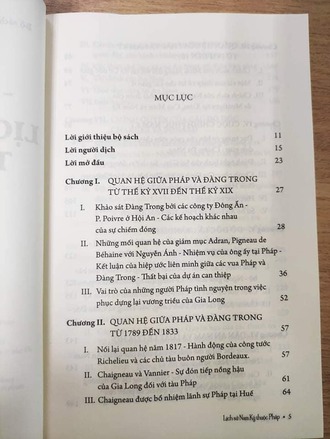 MỤC LỤC
Lời giới thiệu bộ sách 11
Lời người dịch 15
Lời mở đầu 23
Chương I. QUAN HỆ GIỮA PHÁP VÀ ĐÀNG TRONG
TỪ THẾ KỶ XVII ĐẾN THẾ KỶ XIX 27
I. Khảo sát Đàng Trong bởi các công ty Đông Ấn -
P. Poivre ở Hội An - Các kế hoạch khác nhau
của sự chiếm đóng 28
II. Những mối quan hệ của giám mục Adran, Pigneau de
Béhaine với Nguyễn Ánh - Nhiệm vụ của ông ấy tại Pháp -
Kết luận của hiệp ước liên minh giữa các vua Pháp và
Đàng Trong - Thất bại của dự án can thiệp 36
III. Vai trò của những người Pháp tình nguyện trong việc
phục dựng lại vương triều của Gia Long 52
Chương II. QUAN HỆ GIỮA PHÁP VÀ ĐÀNG TRONG
TỪ 1789 ĐẾN 1833 57
I. Nối lại quan hệ năm 1817 - Hành động của công tước
Richelieu và các chủ tàu buôn người Bordeaux. 57
II. Chaigneau và Vannier - Sự đón tiếp nồng hậu
của Gia Long đối với tàu Pháp 61
III. Chaigneau được bổ nhiệm lãnh sự Pháp tại Huế 64
Lịch sử Nam Kỳ thuộc Pháp • 5